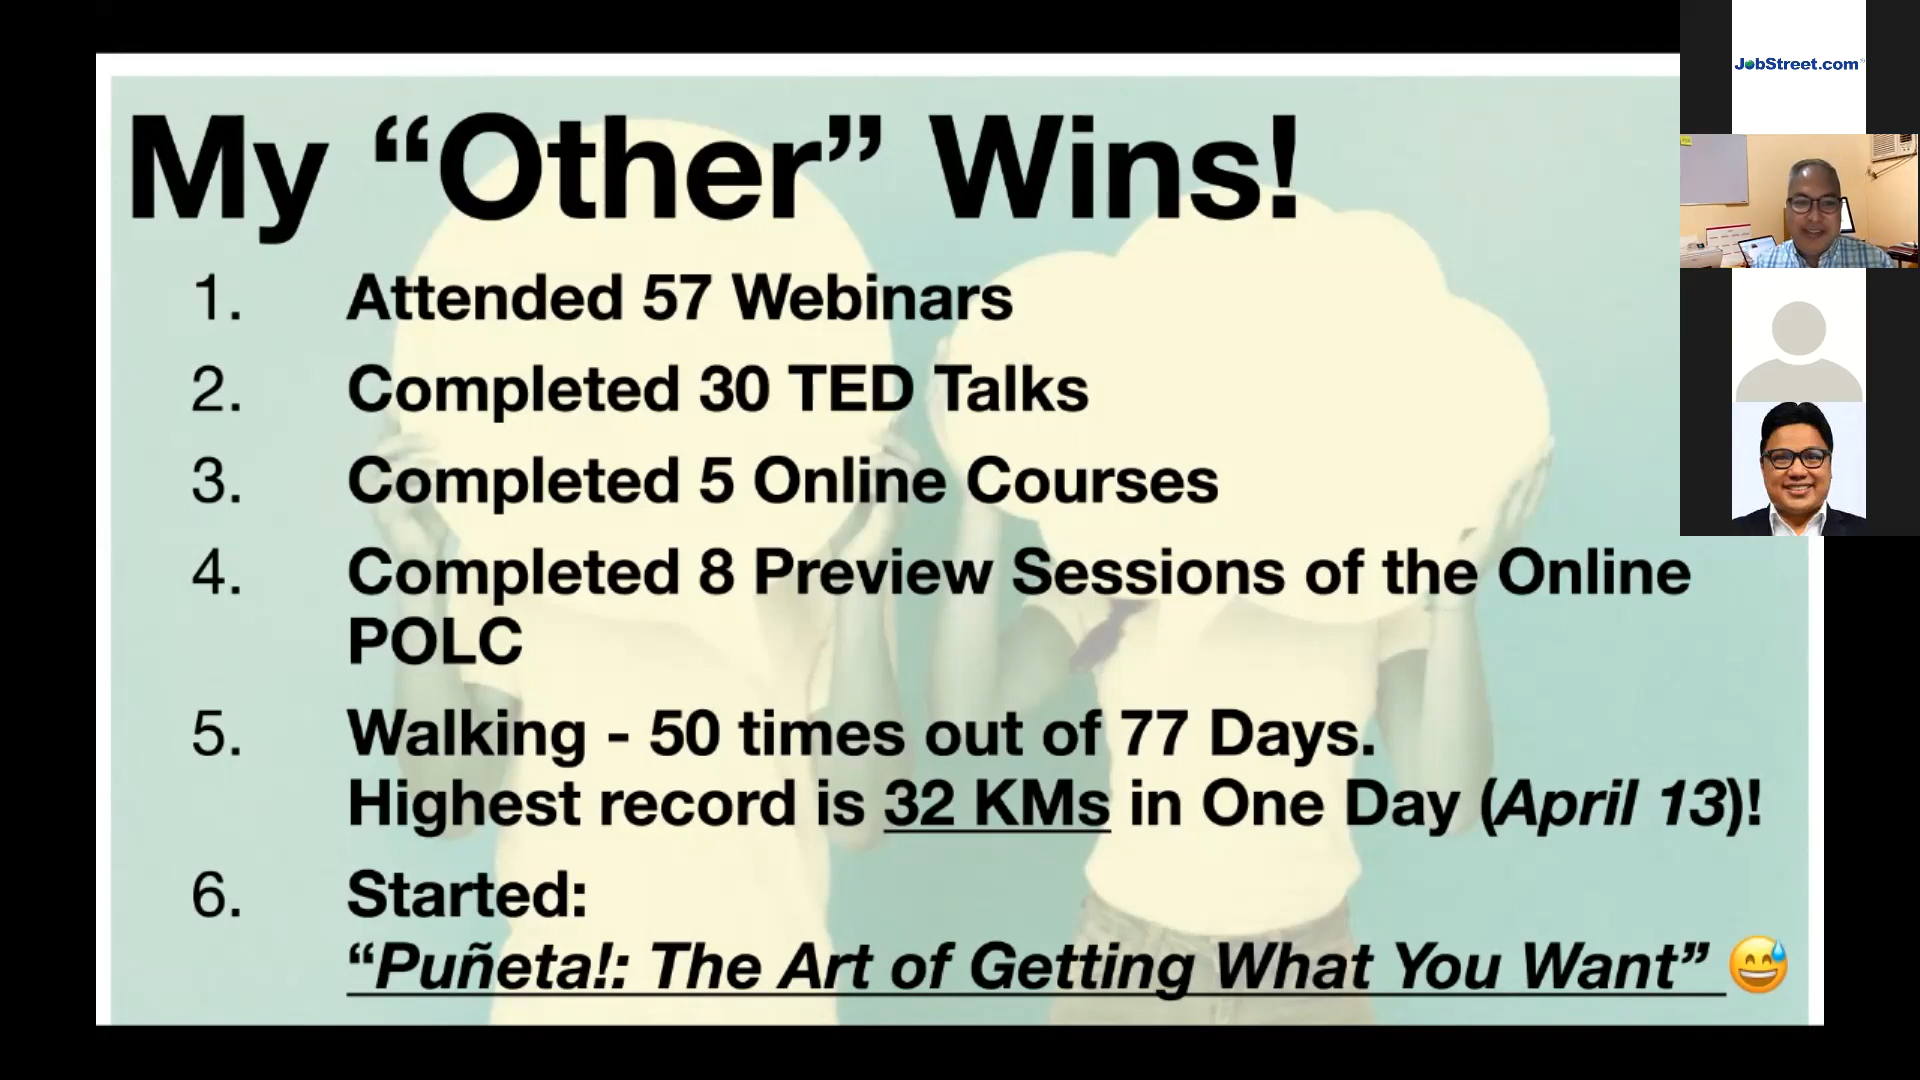 My “Other” Wins!
1. Attended 57 Webinars
2. Completed 30 TED Talks
3. Completed 5 Online Courses
4. Completed 8 Preview Sessions of the Online
POLC
5. Walking - 50 times out of 77 Days.
Highest record is 32 KMs in One Day (April 13)!
6. Started:
“Puñeta!: The Art of Getting What You Want” 😅
JobStreet.com